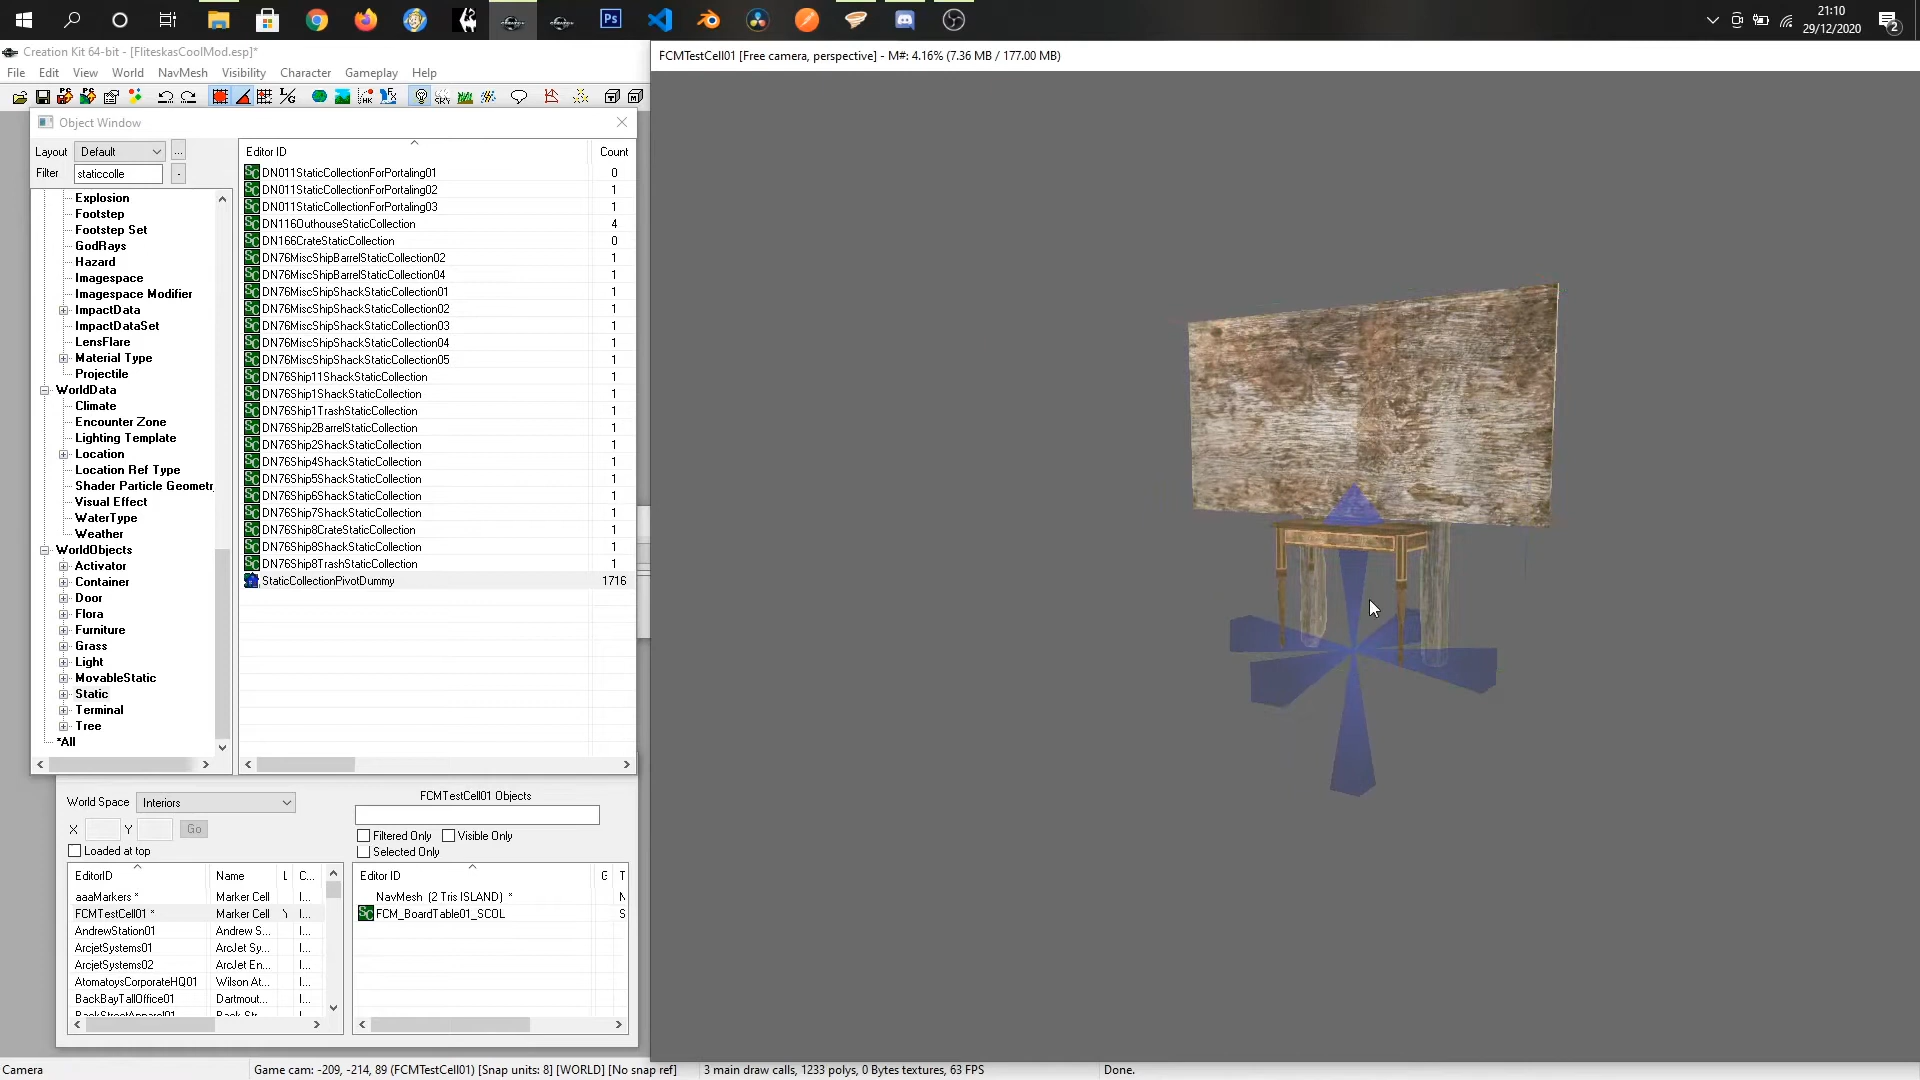 21:10
29/12/2020
2
Creation Kit 64-bit - [FliteskasCoolMod.esp]*
File Edit View World NavMesh Visibility Character Gameplay Help
FCMTestCell01 [Free camera, perspective] - M#: 4.16% (7.36 MB / 177.00 MB)
Object Window
Layout Default ...
Filter staticcolle -
Explosion
Footstep
Footstep Set
GodRays
Hazard
Imagespace
Imagespace Modifier
ImpactData
ImpactDataSet
LensFlare
Material Type
Projectile
WorldData
Climate
Encounter Zone
Lighting Template
Location
Location Ref Type
Shader Particle Geometr
Visual Effect
WaterType
Weather
WorldObjects
Activator
Container
Door
Flora
Furniture
Grass
Light
MovableStatic
Static
Terminal
Tree
*All
Editor ID Count
DN011StaticCollectionForPortaling01 0
DN011StaticCollectionForPortaling02 1
DN011StaticCollectionForPortaling03 1
DN116OuthouseStaticCollection 4
DN166CrateStaticCollection 0
DN76MiscShipBarrelStaticCollection02 1
DN76MiscShipBarrelStaticCollection04 1
DN76MiscShipShackStaticCollection01 1
DN76MiscShipShackStaticCollection02 1
DN76MiscShipShackStaticCollection03 1
DN76MiscShipShackStaticCollection04 1
DN76MiscShipShackStaticCollection05 1
DN76Ship11ShackStaticCollection 1
DN76Ship1ShackStaticCollection 1
DN76Ship1TrashStaticCollection 1
DN76Ship2BarrelStaticCollection 1
DN76Ship2ShackStaticCollection 1
DN76Ship4ShackStaticCollection 1
DN76Ship5ShackStaticCollection 1
DN76Ship6ShackStaticCollection 1
DN76Ship7ShackStaticCollection 1
DN76Ship8CrateStaticCollection 1
DN76Ship8ShackStaticCollection 1
DN76Ship8TrashStaticCollection 1
StaticCollectionPivotDummy 1716
World Space Interiors
X Y Go
Loaded at top
EditorID Name L C...
aaaMarkers * Marker Cell I...
FCMTestCell01 * Marker Cell Y I...
AndrewStation01 Andrew S... I...
ArcjetSystems01 ArcJet Sy... I...
ArcjetSystems02 ArcJet En... I...
AtomatoysCorporateHQ01 Wilson At... I...
BackBayTallOffice01 Dartmout... I...
BackStreetApparel01 Back Str... I...
FCMTestCell01 Objects
Filtered Only Visible Only
Selected Only
Editor ID
NavMesh (2 Tris ISLAND) * N
FCM_BoardTable01_SCOL S
Camera
Game cam: -209, -214, 89 (FCMTestCell01) [Snap units: 8] [WORLD] [No snap ref]
3 main draw calls, 1233 polys, 0 Bytes textures, 63 FPS
Done.